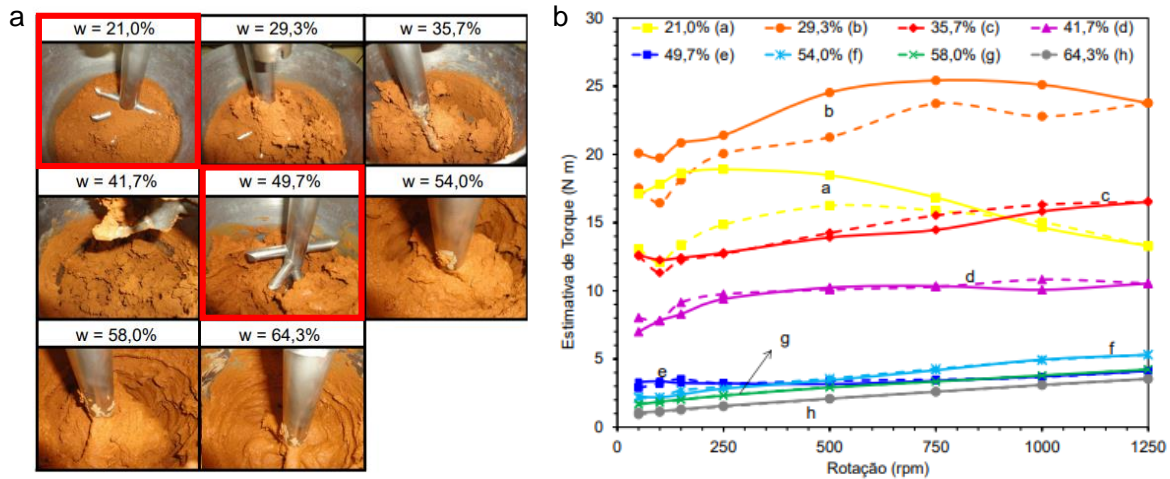 a
w = 21,0% w = 29,3% w = 35,7%
w = 41,7% w = 49,7% w = 54,0%
w = 58,0% w = 64,3%
b
Estimativa de Torque (N m)
30
25
20
15
10
5
0
21,0% (a) 29,3% (b) 35,7% (c) 41,7% (d)
49,7% (e) 54,0% (f) 58,0% (g) 64,3% (h)
b
a
c
d
g
f
e
h
0 250 500 750 1000 1250
Rotação (rpm)